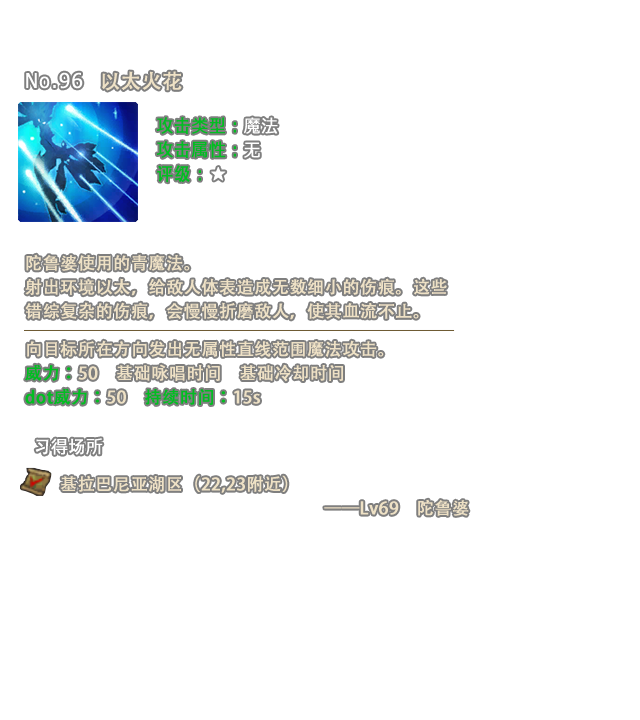 No.96 以太火花
攻击类型：魔法
攻击属性：无
评级：☆
陀鲁婆使用的青魔法。
射出环境以太，给敌人体表造成无数细小的伤痕。这些
错综复杂的伤痕，会慢慢折磨敌人，使其血流不止。
向目标所在方向发出无属性直线范围魔法攻击。
威力：50 基础咏唱时间 基础冷却时间
dot威力：50 持续时间：15s
习得场所
基拉巴尼亚湖区（22,23附近）
——Lv69 陀鲁婆